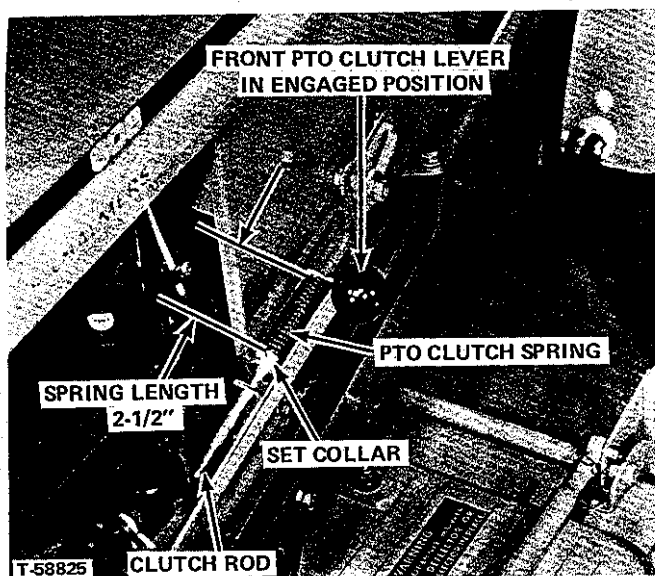 FRONT PTO CLUTCH LEVER
IN ENGAGED POSITION
PTO CLUTCH SPRING
SPRING LENGTH
2-1/2"
SET COLLAR
CLUTCH ROD
T-58825
WARNING